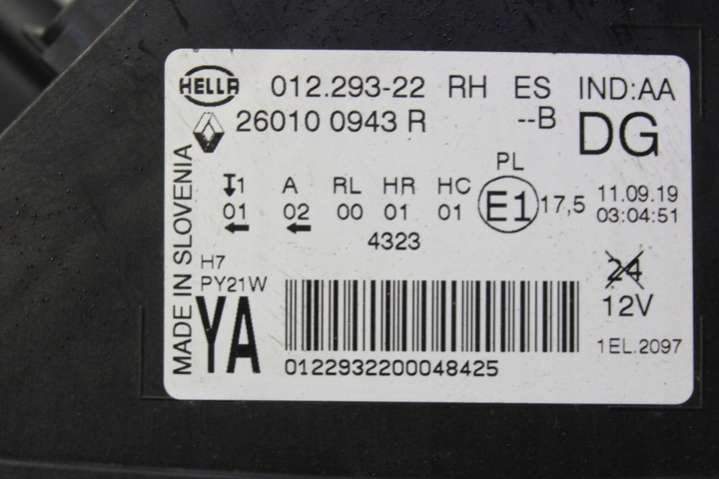 HELLA 012.293-22 RH ES IND:AA
26010 0943 R --B DG
MADE IN SLOVENIA
1 A RL HR HC PL
01 02 00 01 01 E1 17,5
11.09.19
03:04:51
4323
H7
PY21W
24
12V
YA
1EL.2097
0122932200048425